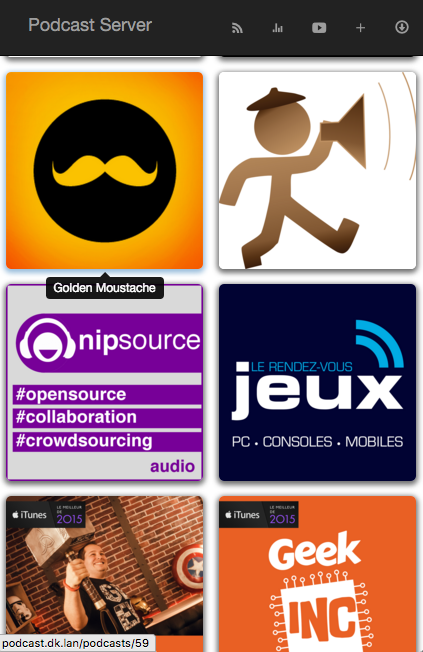 Podcast Server
Golden Moustache
nipsource
#opensource
#collaboration
#crowdsourcing
audio
LE RENDEZ-VOUS
jeux
PC • CONSOLES • MOBILES
iTunes
LE MEILLEUR
DE
2015
iTunes
LE MEILLEUR
DE
2015
Geek
INC
podcast.dk.lan/podcasts/59